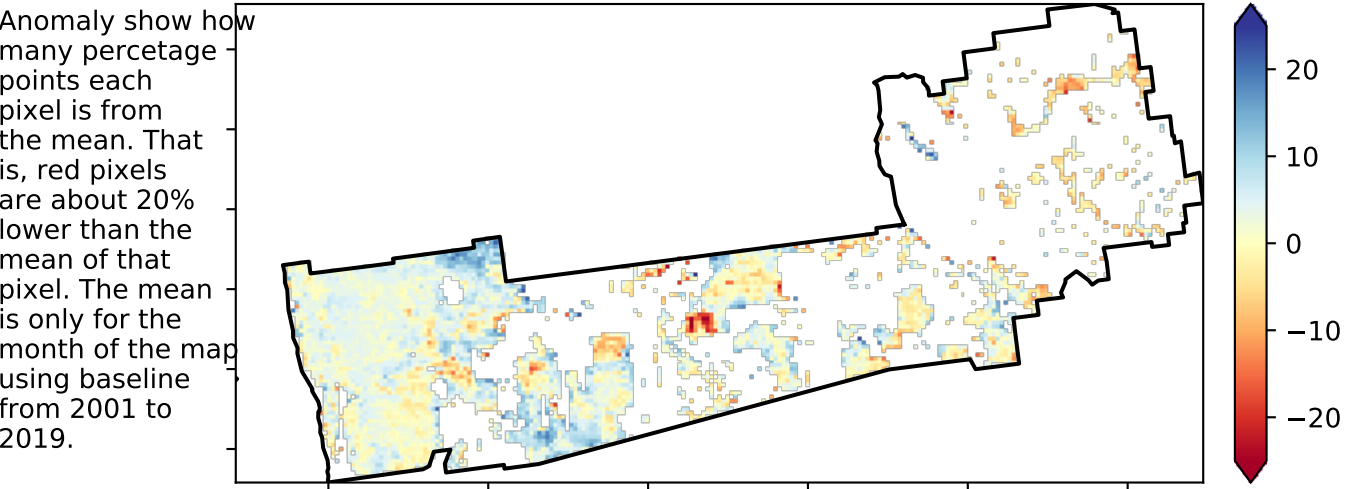 Anomaly show how
many percetage
points each
pixel is from
the mean. That
is, red pixels
are about 20%
lower than the
mean of that
pixel. The mean
is only for the
month of the map
using baseline
from 2001 to
2019.
20
10
0
−10
−20